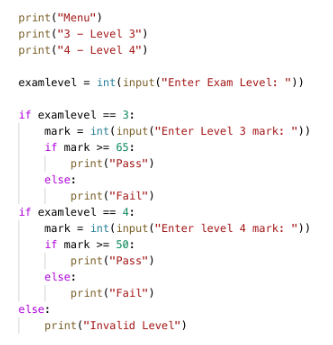 print("Menu")
print("3 – Level 3")
print("4 – Level 4")

examlevel = int(input("Enter Exam Level: "))

if examlevel == 3:
    mark = int(input("Enter Level 3 mark: "))
    if mark >= 65:
        print("Pass")
    else:
        print("Fail")
if examlevel == 4:
    mark = int(input("Enter level 4 mark: "))
    if mark >= 50:
        print("Pass")
    else:
        print("Fail")
else:
    print("Invalid Level")